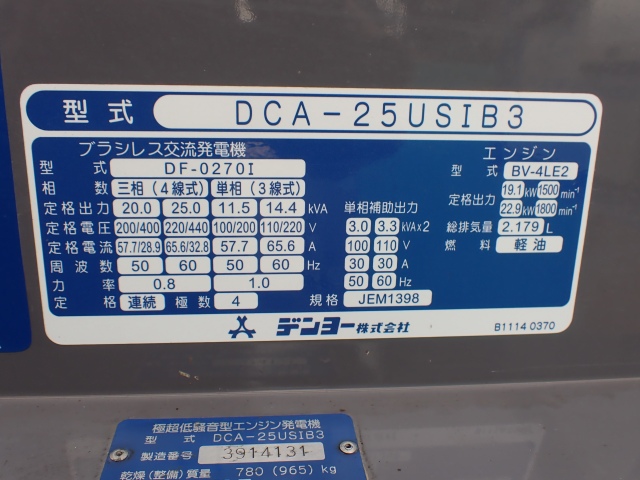 型式 DCA-25USIB3
ブラシレス交流発電機
型式 DF-0270I
相数 三相(4線式) 単相(3線式)
定格出力 20.0 25.0 11.5 14.4 kVA
定格電圧 200/400 220/440 100/200 110/220 V
定格電流 57.7/28.9 65.6/32.8 57.7 65.6 A
周波数 50 60 50 60 Hz
力率 0.8 1.0
定格 連続 極数 4
単相補助出力
3.0 3.3 kVA×2
100 110 V
30 30 A
50 60 Hz
規格 JEM1398
エンジン
型式 BV-4LE2
定格出力 19.1 kW 1500 min⁻¹
22.9 kW 1800 min⁻¹
総排気量 2.179 L
燃料 軽油
デンヨー株式会社
B1114 0370
極超低騒音型エンジン発電機
型式 DCA-25USIB3
製造番号 3914131
乾燥(整備)質量 780 (965) kg